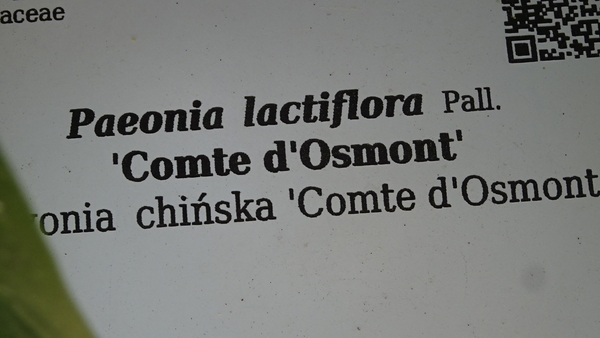 aceae
Paeonia lactiflora Pall.
'Comte d'Osmont'
onia chińska 'Comte d'Osmont